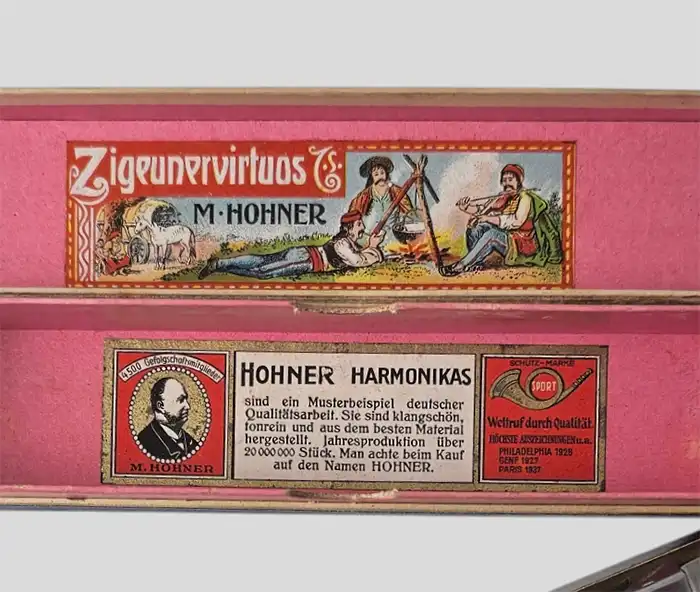 Zigeunervirtuos
M. HOHNER
4500 Gefolgschaftsmitglieder
M. HOHNER
HOHNER HARMONIKAS
sind ein Musterbeispiel deutscher
Qualitätsarbeit. Sie sind klangschön,
tonrein und aus dem besten Material
hergestellt. Jahresproduktion über
20 000 000 Stück. Man achte beim Kauf
auf den Namen HOHNER.
SCHUTZ-MARKE
SPORT
Weltruf durch Qualität.
HÖCHSTE AUSZEICHNUNGEN u.a.
PHILADELPHIA 1926
GENF 1927
PARIS 1937